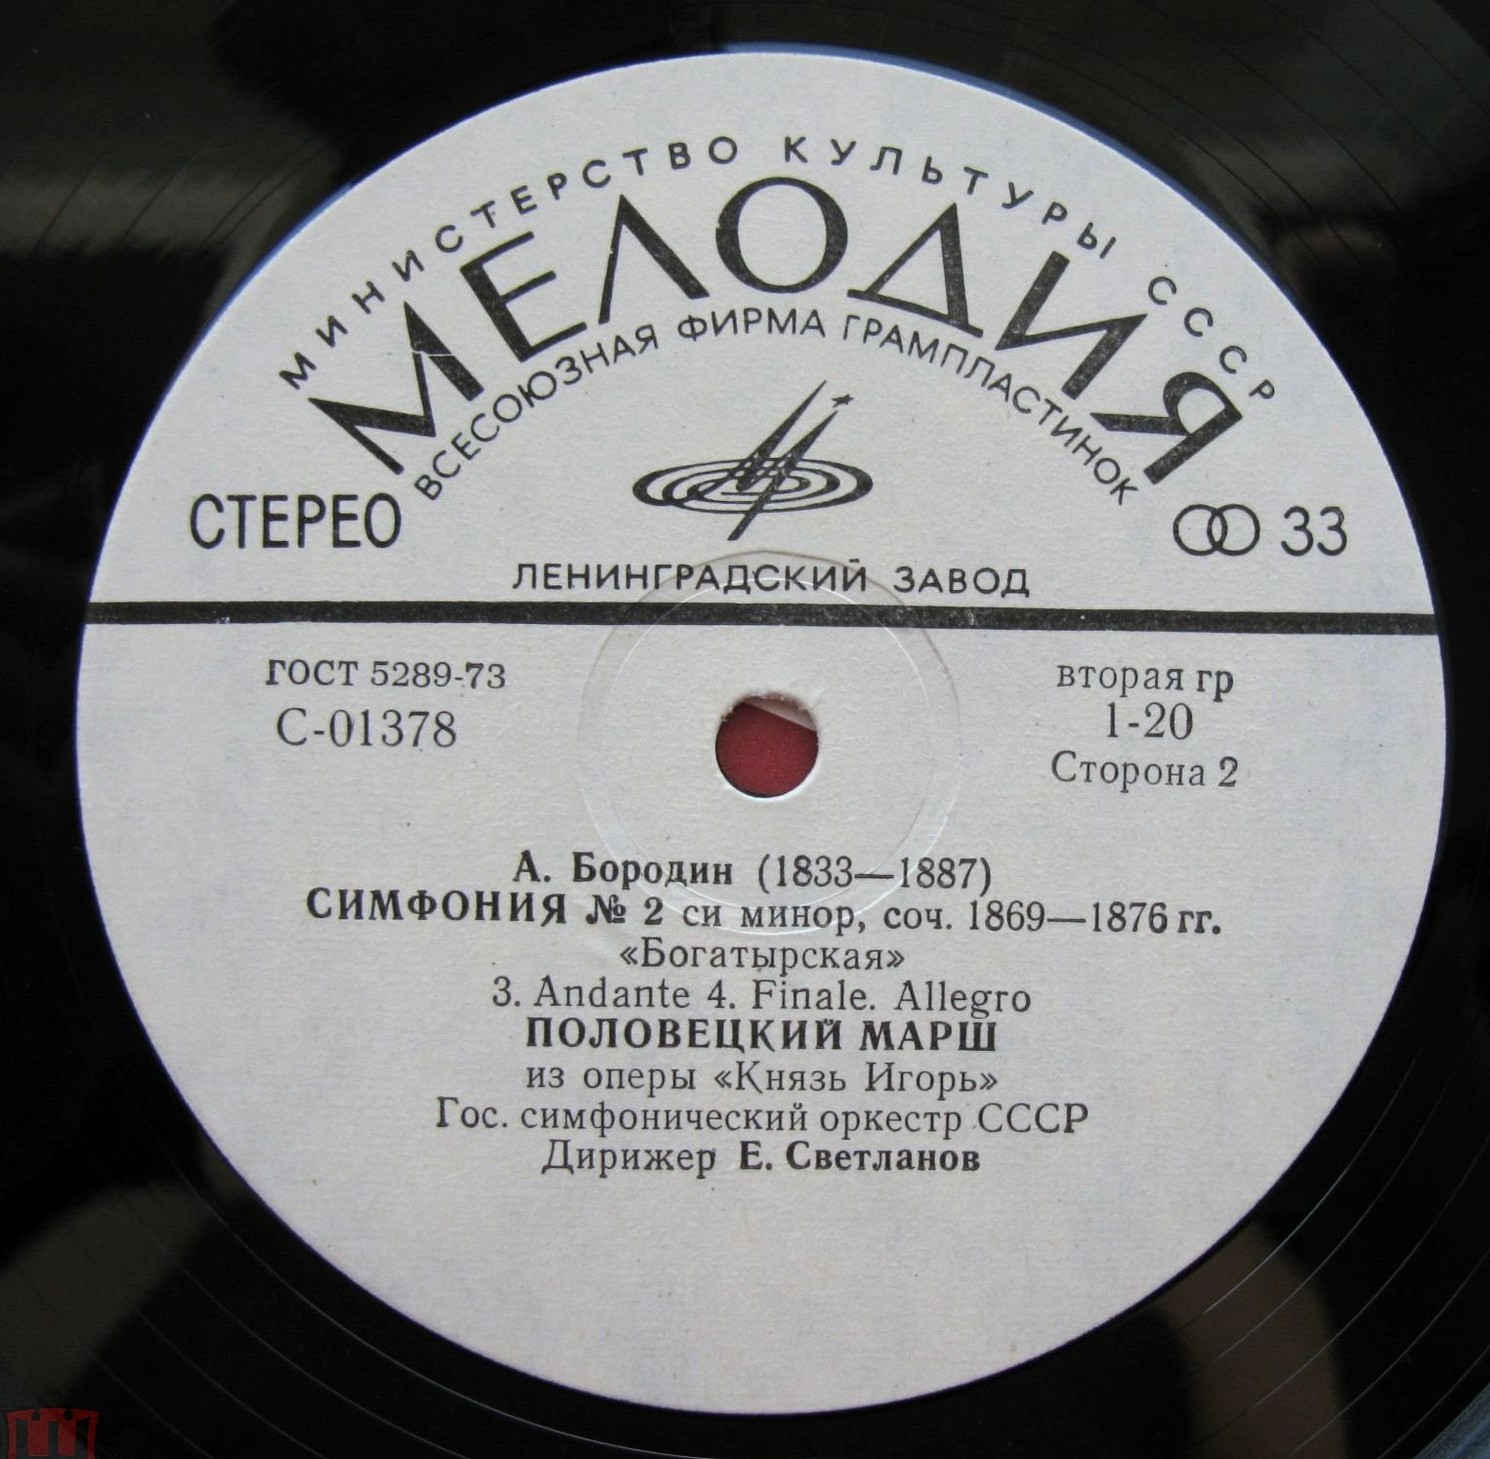 МИНИСТЕРСТВО КУЛЬТУРЫ СССР
МЕЛОДИЯ
ВСЕСОЮЗНАЯ ФИРМА ГРАМПЛАСТИНОК
СТЕРЕО
33
ЛЕНИНГРАДСКИЙ ЗАВОД
ГОСТ 5289-73
С-01378
вторая гр
1-20
Сторона 2
А. Бородин (1833—1887)
СИМФОНИЯ № 2 си минор, соч. 1869—1876 гг.
«Богатырская»
3. Andante 4. Finale. Allegro
ПОЛОВЕЦКИЙ МАРШ
из оперы «Князь Игорь»
Гос. симфонический оркестр СССР
Дирижер Е. Светланов